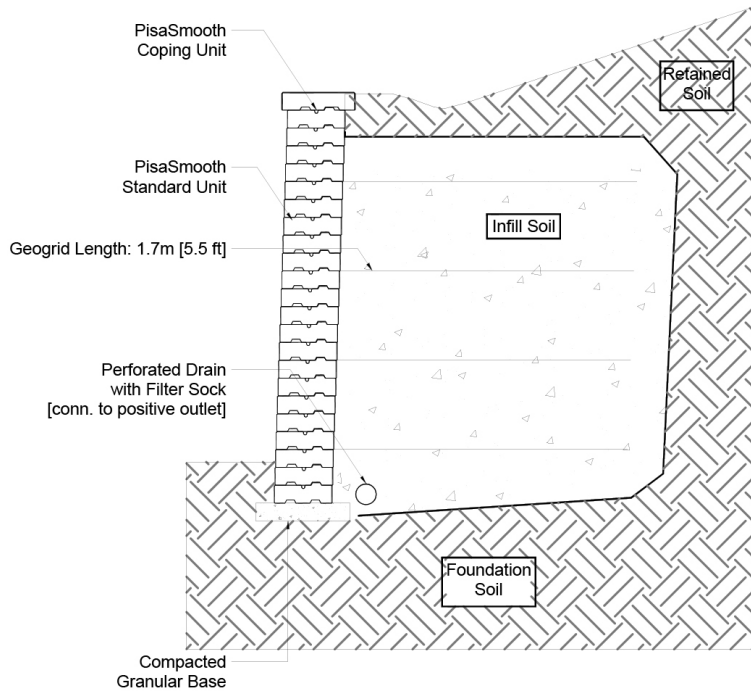 PisaSmooth
Coping Unit
Retained
Soil
PisaSmooth
Standard Unit
Infill Soil
Geogrid Length: 1.7m [5.5 ft]
Perforated Drain
with Filter Sock
[conn. to positive outlet]
Foundation
Soil
Compacted
Granular Base